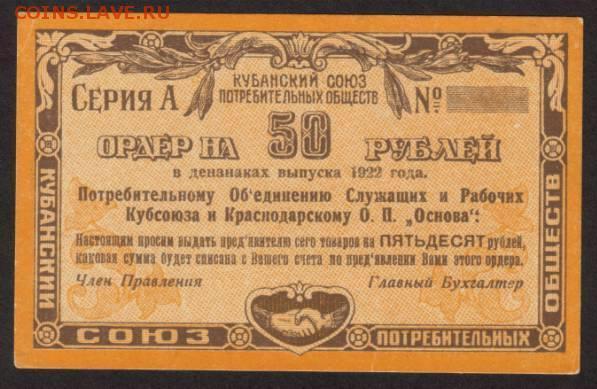 COINS.LAVE.RU
КУБАНСКИЙ СОЮЗ
ПОТРЕБИТЕЛЬНЫХ ОБЩЕСТВ
СЕРИЯ А
№
ОРДЕР НА 50 РУБЛЕЙ
в дензнаках выпуска 1922 года.
Потребительному Об'единению Служащих и Рабочих
Кубсоюза и Краснодарскому О. П. „Основа“:
Настоящим просим выдать пред'явителю сего товаров на ПЯТЬДЕСЯТ рублей,
каковая сумма будет списана с Вашего счета по пред'явлении Вами этого ордера.
Член Правления
Главный Бухгалтер
КУБАНСКИЙ
СОЮЗ
ПОТРЕБИТЕЛЬНЫХ
ОБЩЕСТВ